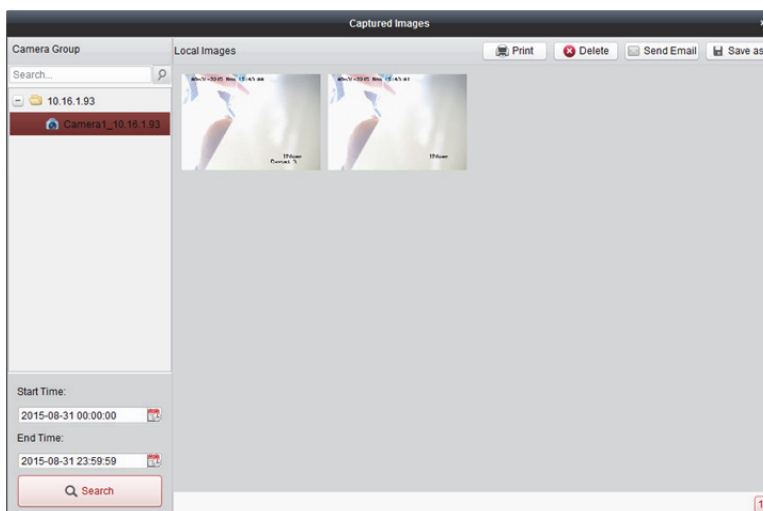 Captured Images
Camera Group
Local Images
Print
Delete
Send Email
Save as
Search...
10.16.1.93
Camera1_10.16.1.93
Start Time:
2015-08-31 00:00:00
End Time:
2015-08-31 23:59:59
Search
1